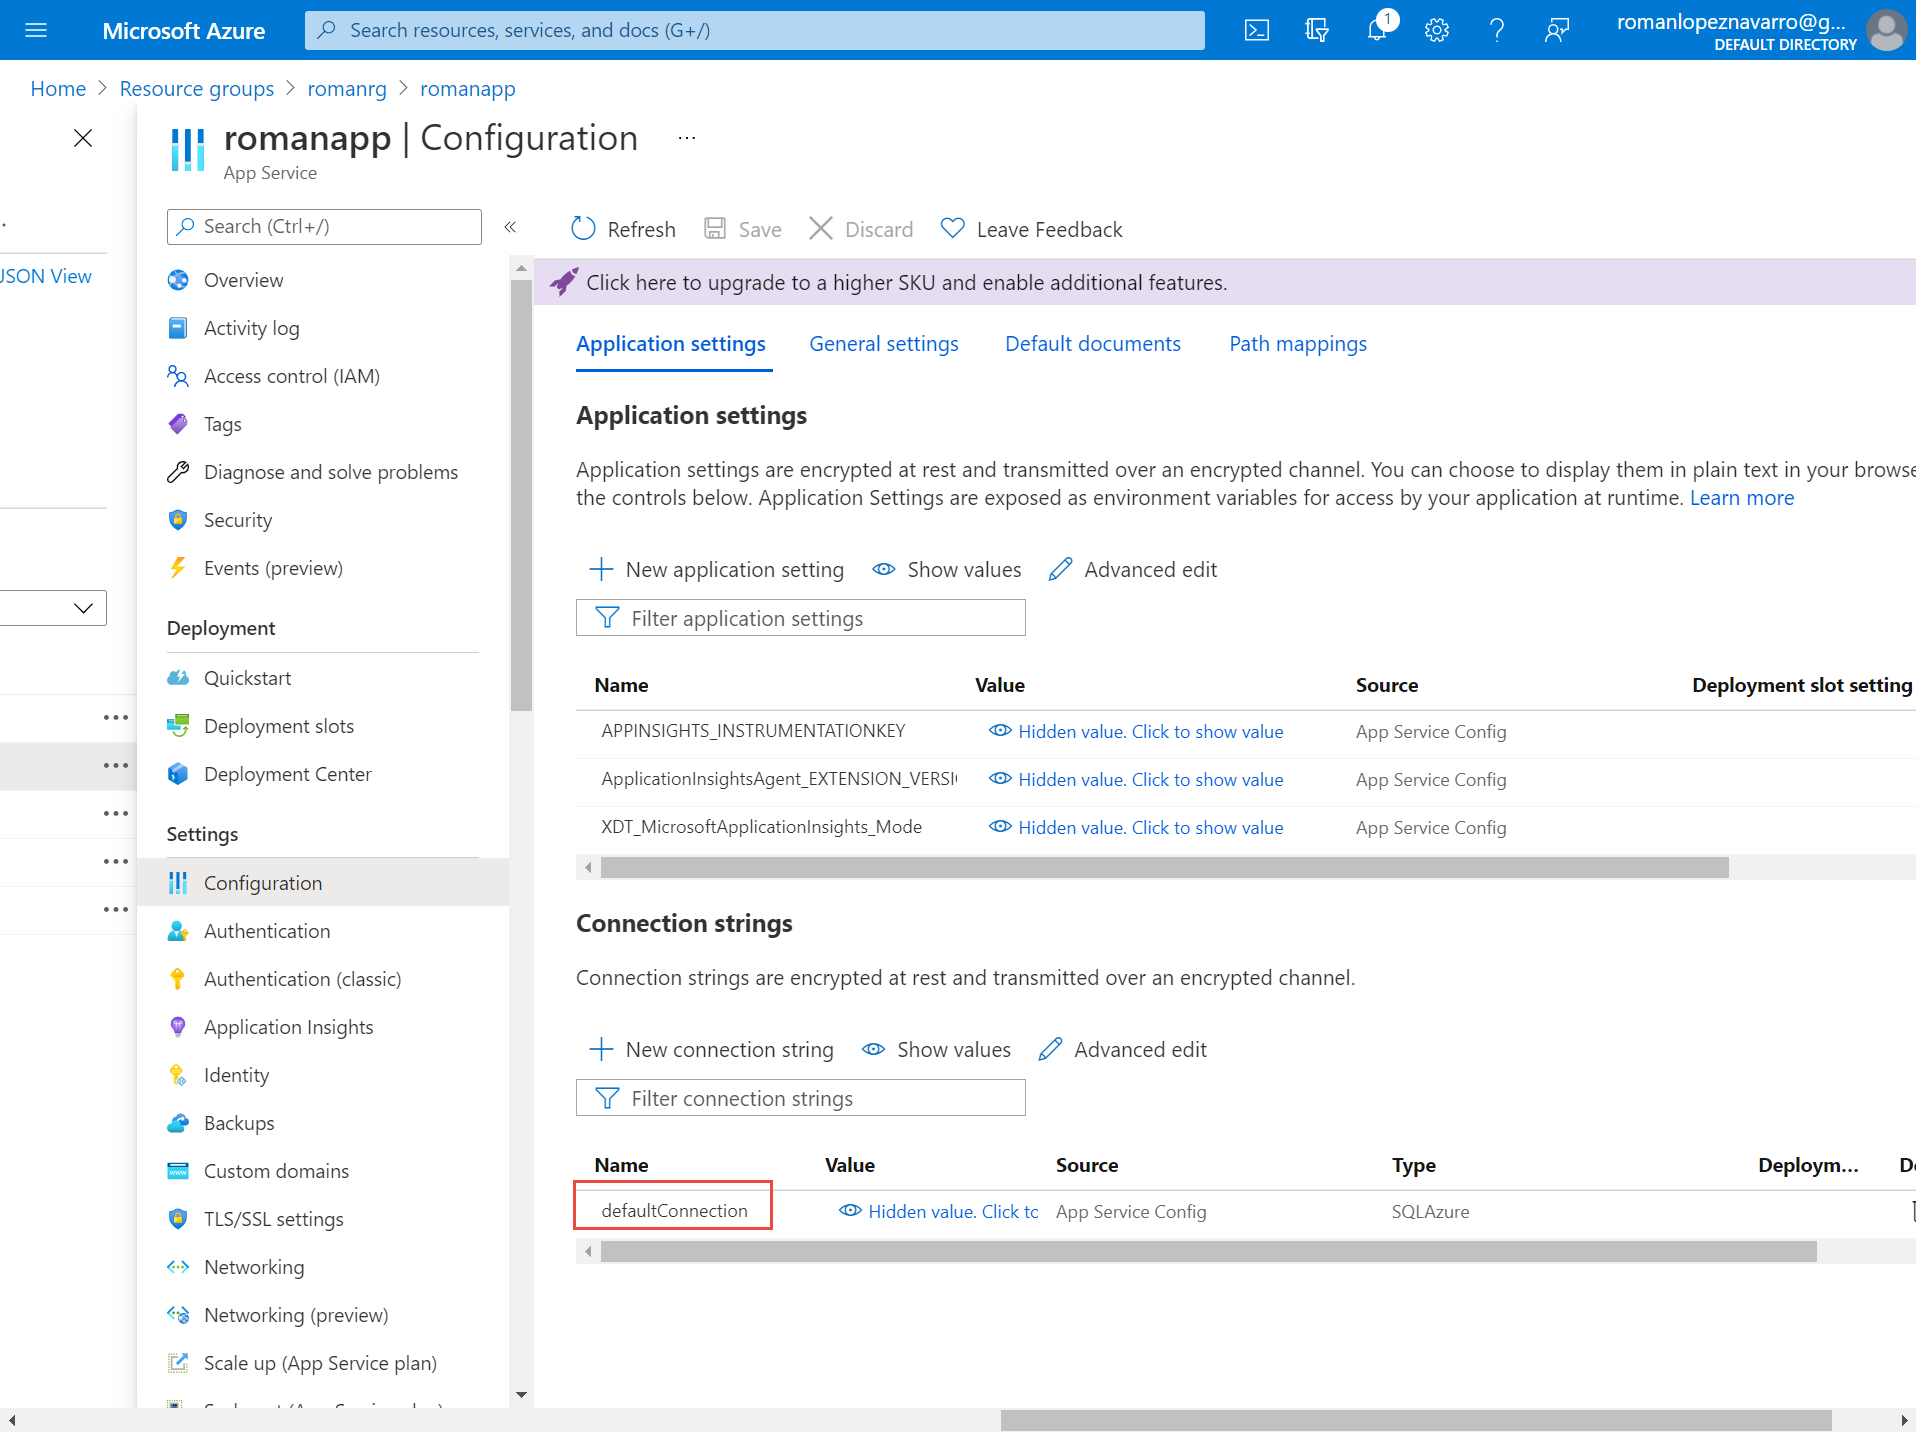 Microsoft Azure
Search resources, services, and docs (G+/)
1
romanlopeznavarro@g...
DEFAULT DIRECTORY
Home > Resource groups > romanrg > romanapp
romanapp | Configuration ...
App Service
JSON View
Search (Ctrl+/)
«
Overview
Activity log
Access control (IAM)
Tags
Diagnose and solve problems
Security
Events (preview)
Deployment
Quickstart
Deployment slots
Deployment Center
Settings
Configuration
Authentication
Authentication (classic)
Application Insights
Identity
Backups
Custom domains
TLS/SSL settings
Networking
Networking (preview)
Scale up (App Service plan)
Refresh Save Discard Leave Feedback
Click here to upgrade to a higher SKU and enable additional features.
Application settings General settings Default documents Path mappings
Application settings
Application settings are encrypted at rest and transmitted over an encrypted channel. You can choose to display them in plain text in your browse
the controls below. Application Settings are exposed as environment variables for access by your application at runtime. Learn more
New application setting Show values Advanced edit
Filter application settings
Name Value Source Deployment slot setting
APPINSIGHTS_INSTRUMENTATIONKEY Hidden value. Click to show value App Service Config
ApplicationInsightsAgent_EXTENSION_VERSI Hidden value. Click to show value App Service Config
XDT_MicrosoftApplicationInsights_Mode Hidden value. Click to show value App Service Config
Connection strings
Connection strings are encrypted at rest and transmitted over an encrypted channel.
New connection string Show values Advanced edit
Filter connection strings
Name Value Source Type Deploym... De
defaultConnection Hidden value. Click to App Service Config SQLAzure